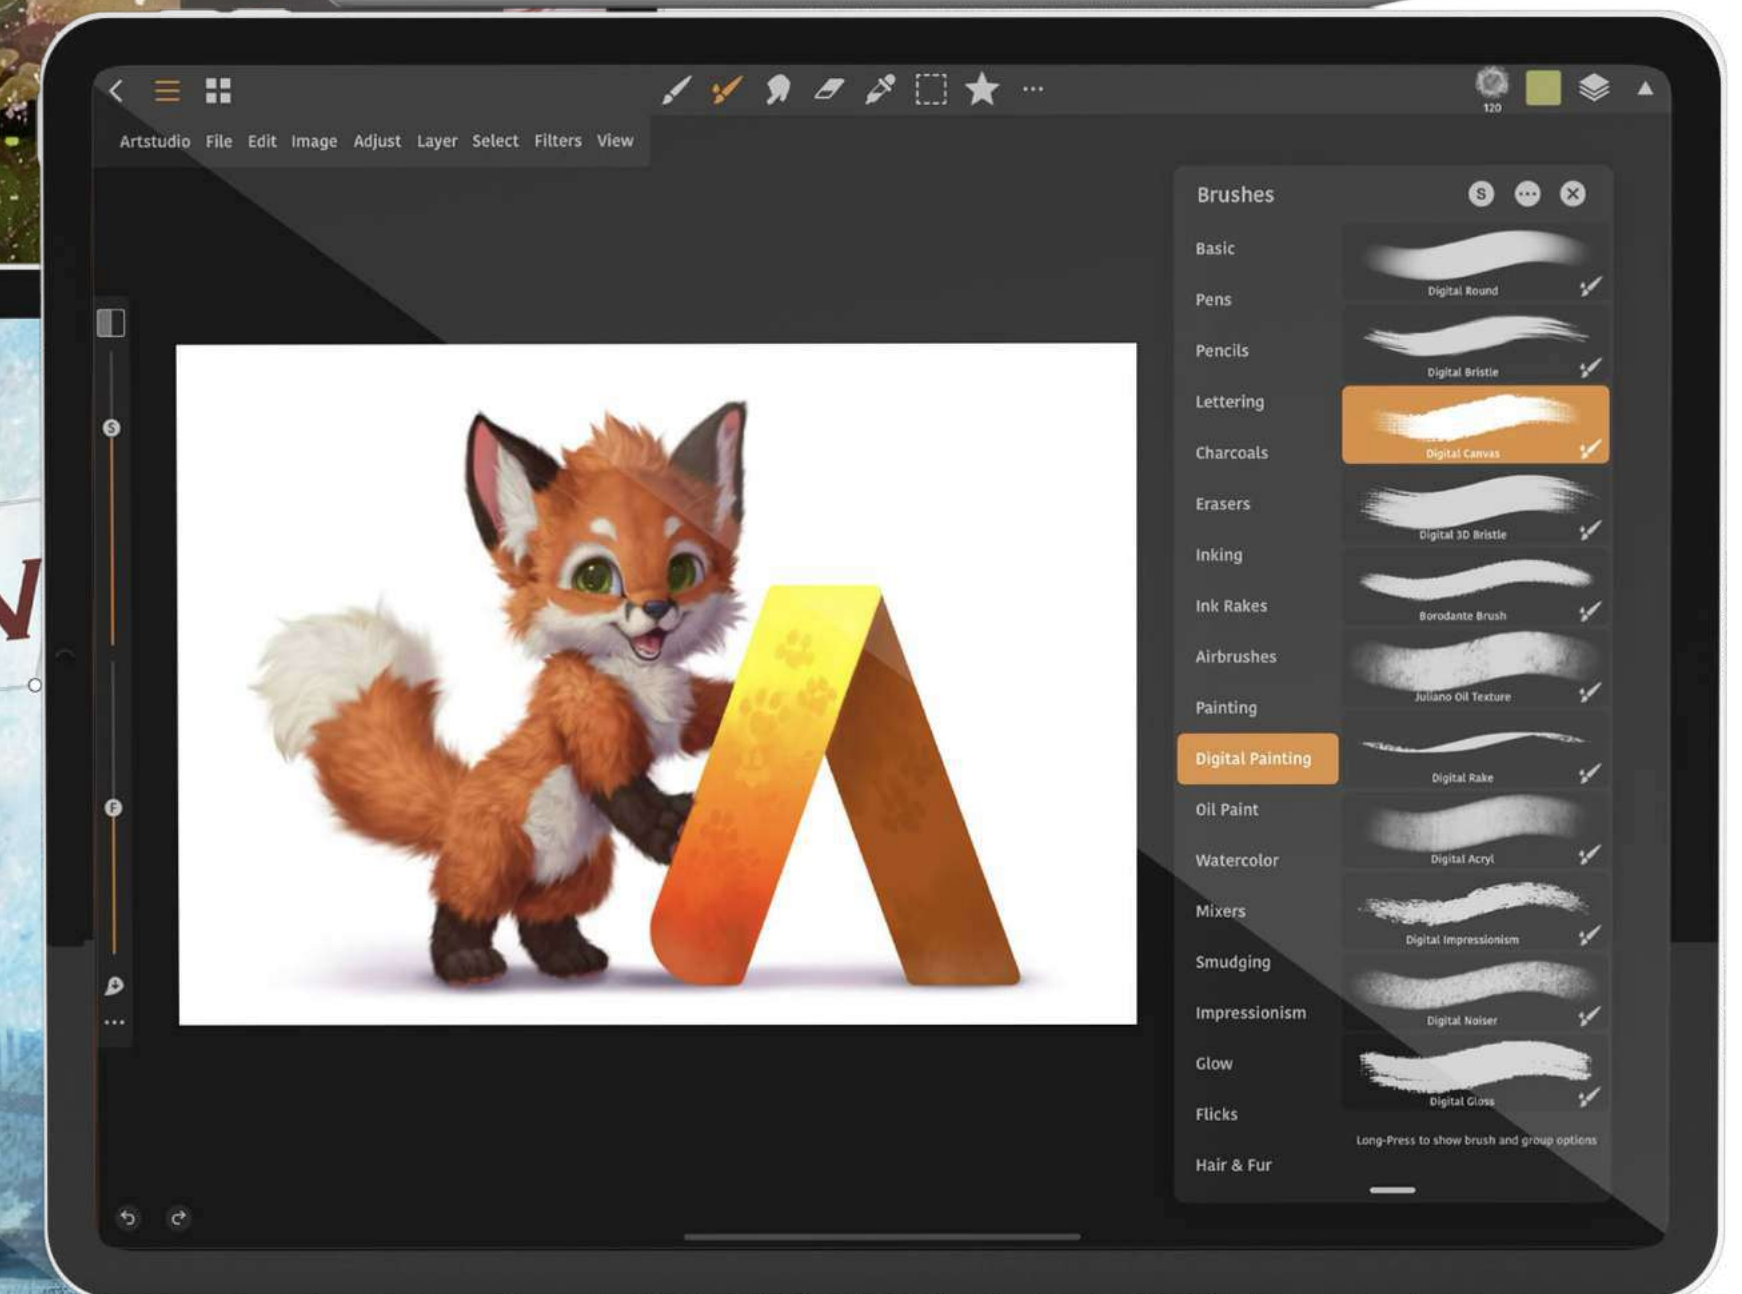 120
Artstudio File Edit Image Adjust Layer Select Filters View
Brushes
S
Basic
Pens
Pencils
Lettering
Charcoals
Erasers
Inking
Ink Rakes
Airbrushes
Painting
Digital Painting
Oil Paint
Watercolor
Mixers
Smudging
Impressionism
Glow
Flicks
Hair & Fur
Digital Round
Digital Bristle
Digital Canvas
Digital 3D Bristle
Borodante Brush
Juliano Oil Texture
Digital Rake
Digital Acryl
Digital Impressionism
Digital Noiser
Digital Gloss
Long-Press to show brush and group options
S
F